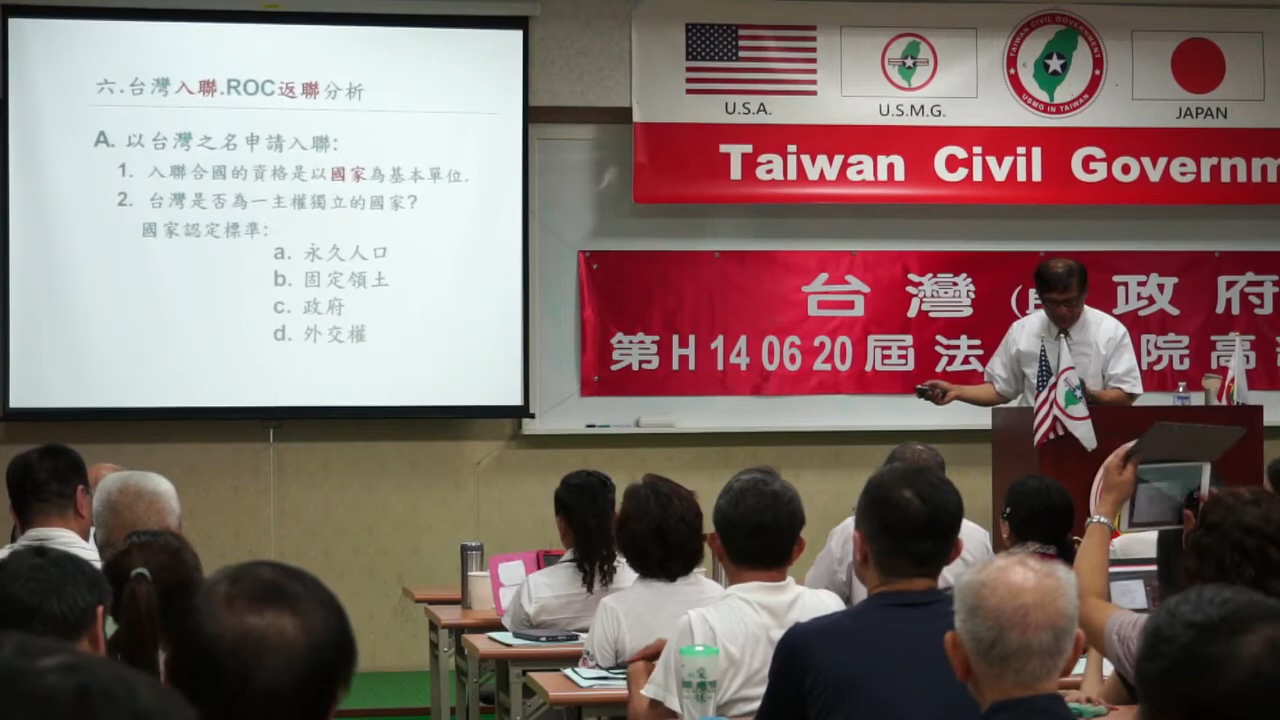 六.台灣入聯.ROC返聯分析
A. 以台灣之名申請入聯:
1. 入聯合國的資格是以國家為基本單位.
2. 台灣是否為一主權獨立的國家?
國家認定標準:
a. 永久人口
b. 固定領土
c. 政府
d. 外交權
U.S.A.
U.S.M.G.
TAIWAN CIVIL GOVERNMENT
USMG IN TAIWAN
JAPAN
Taiwan Civil Governm
台灣 政府
第H 14 06 20屆法 院高